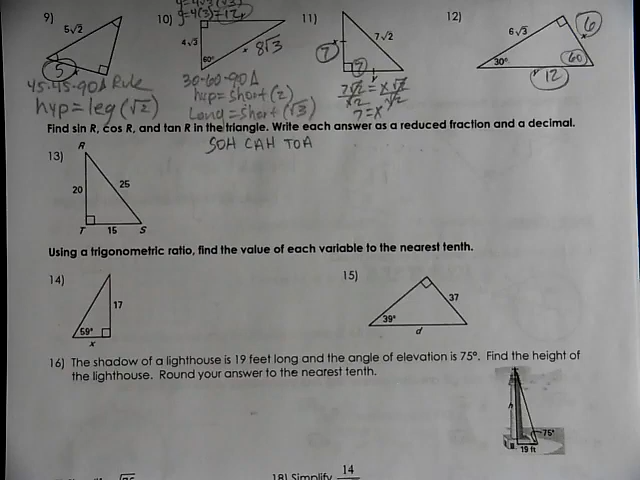 9)
5√2
5
45-45-90Δ Rule
hyp=leg(√2)
10)
y=4(3)=12
4√3
8√3
60°
30-60-90Δ
hyp=short(2)
Long=short(√3)
11)
7√2
7
7
7√2 = x√2
√2 √2
7=x
12)
6√3
6
30°
60
12
Find sin R, cos R, and tan R in the triangle. Write each answer as a reduced fraction and a decimal.
SOH CAH TOA
13)
R
20
25
T
15
S
Using a trigonometric ratio, find the value of each variable to the nearest tenth.
14)
17
59°
x
15)
37
39°
d
16) The shadow of a lighthouse is 19 feet long and the angle of elevation is 75°. Find the height of
the lighthouse. Round your answer to the nearest tenth.
75°
19 ft
18) Simplify
14